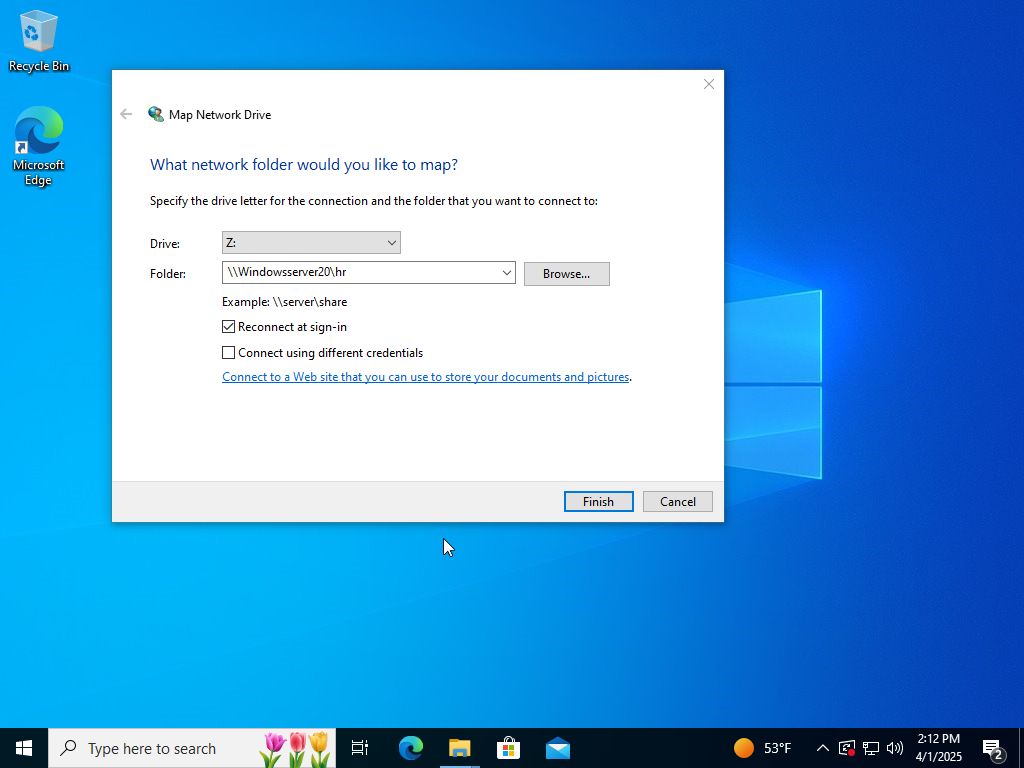 Recycle Bin
Microsoft
Edge
Map Network Drive
What network folder would you like to map?
Specify the drive letter for the connection and the folder that you want to connect to:
Drive: Z:
Folder: \\Windowsserver20\hr Browse...
Example: \\server\share
Reconnect at sign-in
Connect using different credentials
Connect to a Web site that you can use to store your documents and pictures.
Finish Cancel
Type here to search
53°F
2:12 PM
4/1/2025
2